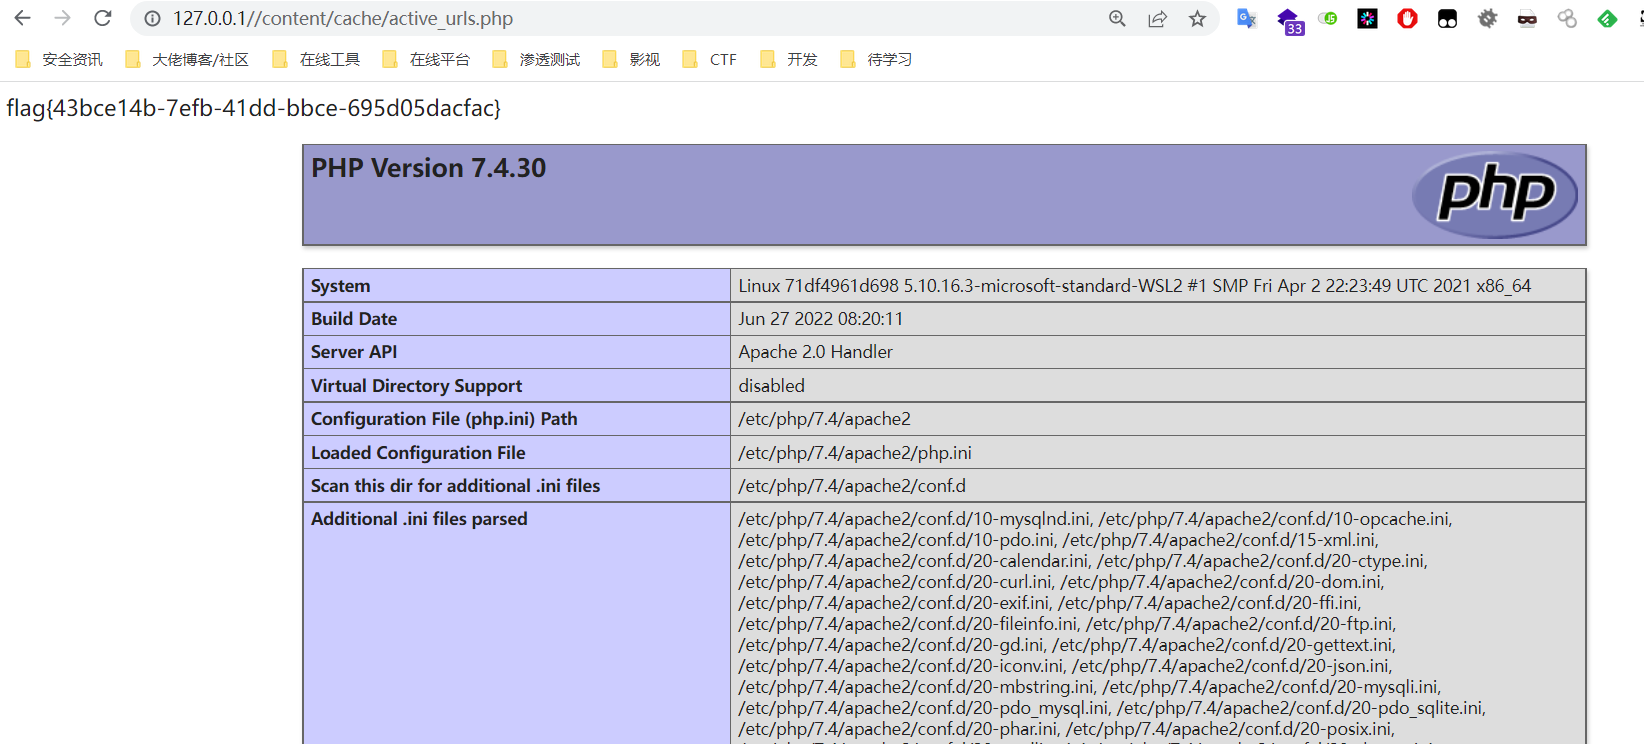 127.0.0.1//content/cache/active_urls.php
33
JS
安全资讯 大佬博客/社区 在线工具 在线平台 渗透测试 影视 CTF 开发 待学习
flag{43bce14b-7efb-41dd-bbce-695d05dacfac}
PHP Version 7.4.30
php
System Linux 71df4961d698 5.10.16.3-microsoft-standard-WSL2 #1 SMP Fri Apr 2 22:23:49 UTC 2021 x86_64
Build Date Jun 27 2022 08:20:11
Server API Apache 2.0 Handler
Virtual Directory Support disabled
Configuration File (php.ini) Path /etc/php/7.4/apache2
Loaded Configuration File /etc/php/7.4/apache2/php.ini
Scan this dir for additional .ini files /etc/php/7.4/apache2/conf.d
Additional .ini files parsed /etc/php/7.4/apache2/conf.d/10-mysqlnd.ini, /etc/php/7.4/apache2/conf.d/10-opcache.ini,
/etc/php/7.4/apache2/conf.d/10-pdo.ini, /etc/php/7.4/apache2/conf.d/15-xml.ini,
/etc/php/7.4/apache2/conf.d/20-calendar.ini, /etc/php/7.4/apache2/conf.d/20-ctype.ini,
/etc/php/7.4/apache2/conf.d/20-curl.ini, /etc/php/7.4/apache2/conf.d/20-dom.ini,
/etc/php/7.4/apache2/conf.d/20-exif.ini, /etc/php/7.4/apache2/conf.d/20-ffi.ini,
/etc/php/7.4/apache2/conf.d/20-fileinfo.ini, /etc/php/7.4/apache2/conf.d/20-ftp.ini,
/etc/php/7.4/apache2/conf.d/20-gd.ini, /etc/php/7.4/apache2/conf.d/20-gettext.ini,
/etc/php/7.4/apache2/conf.d/20-iconv.ini, /etc/php/7.4/apache2/conf.d/20-json.ini,
/etc/php/7.4/apache2/conf.d/20-mbstring.ini, /etc/php/7.4/apache2/conf.d/20-mysqli.ini,
/etc/php/7.4/apache2/conf.d/20-pdo_mysql.ini, /etc/php/7.4/apache2/conf.d/20-pdo_sqlite.ini,
/etc/php/7.4/apache2/conf.d/20-phar.ini, /etc/php/7.4/apache2/conf.d/20-posix.ini,